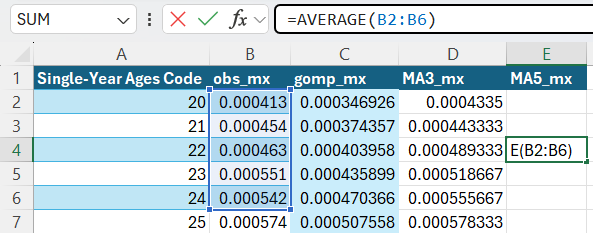 SUM fx =AVERAGE(B2:B6)
A B C D E
1 Single-Year Ages Code obs_mx gomp_mx MA3_mx MA5_mx
2 20 0.000413 0.000346926 0.0004335
3 21 0.000454 0.000374357 0.000443333
4 22 0.000463 0.000403958 0.000489333 E(B2:B6)
5 23 0.000551 0.000435899 0.000518667
6 24 0.000542 0.000470366 0.000555667
7 25 0.000574 0.000507558 0.000578333